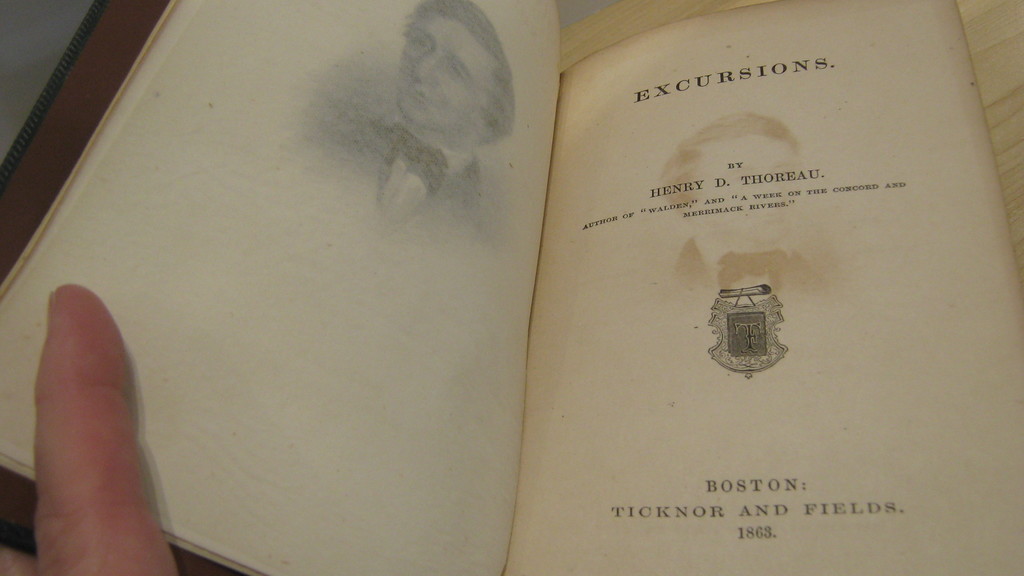 EXCURSIONS.
BY
HENRY D. THOREAU.
AUTHOR OF "WALDEN," AND "A WEEK ON THE CONCORD AND
MERRIMACK RIVERS."
T
BOSTON:
TICKNOR AND FIELDS.
1863.